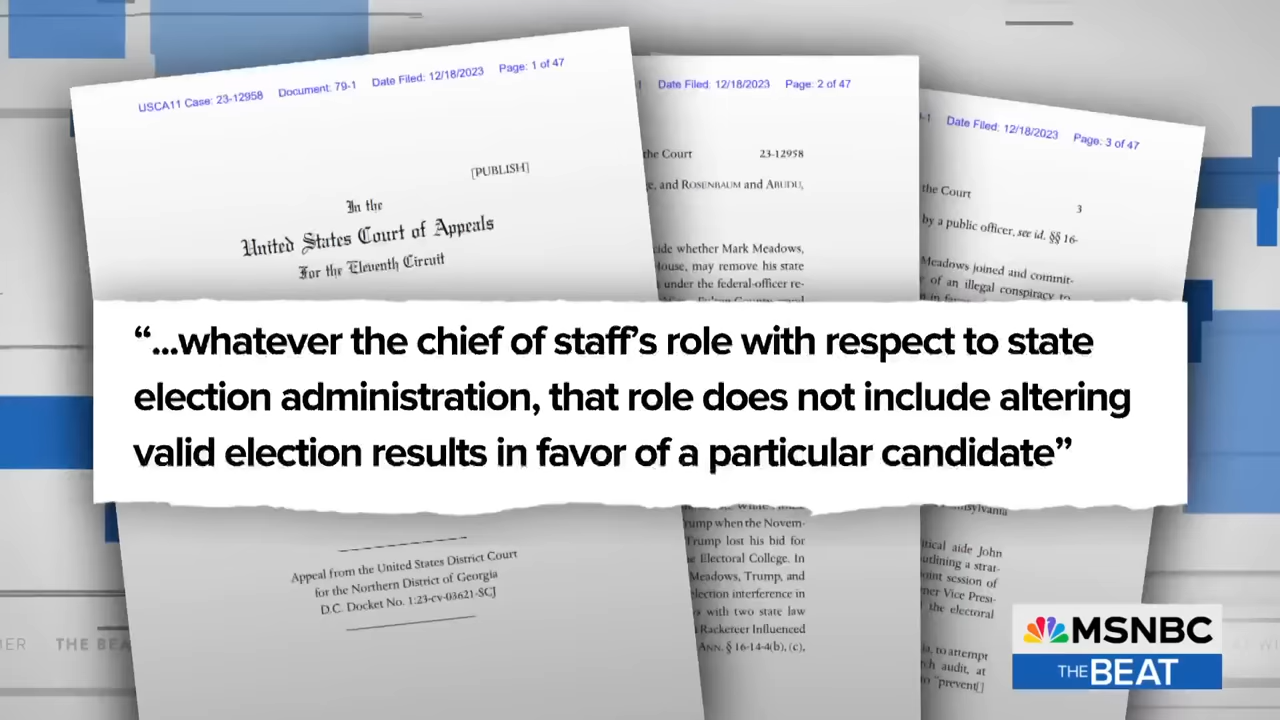 USCA11 Case: 23-12958 Document: 79-1 Date Filed: 12/18/2023 Page: 1 of 47
[PUBLISH]
In the
United States Court of Appeals
For the Eleventh Circuit
Date Filed: 12/18/2023 Page: 2 of 47
the Court 23-12958
and ROSENBAUM and ABUDU,
whether Mark Meadows,
may remove his state
under the federal-officer re-
Date Filed: 12/18/2023 Page: 3 of 47
the Court 3
by a public officer, see id. §§ 16-
Meadows joined and commit-
of an illegal conspiracy to
“...whatever the chief of staff’s role with respect to state
election administration, that role does not include altering
valid election results in favor of a particular candidate”
Appeal from the United States District Court
for the Northern District of Georgia
D.C. Docket No. 1:23-cv-03621-SCJ
when the Novem-
Trump lost his bid for
Electoral College. In
Meadows, Trump, and
election interference in
with two state law
Racketeer Influenced
ANN. § 16-14-4(b), (c),
aide John
outlining a strat-
session of
Vice Presi-
the electoral
to attempt
audit, at
to “prevent[]
THE BEA
MSNBC
THE BEAT